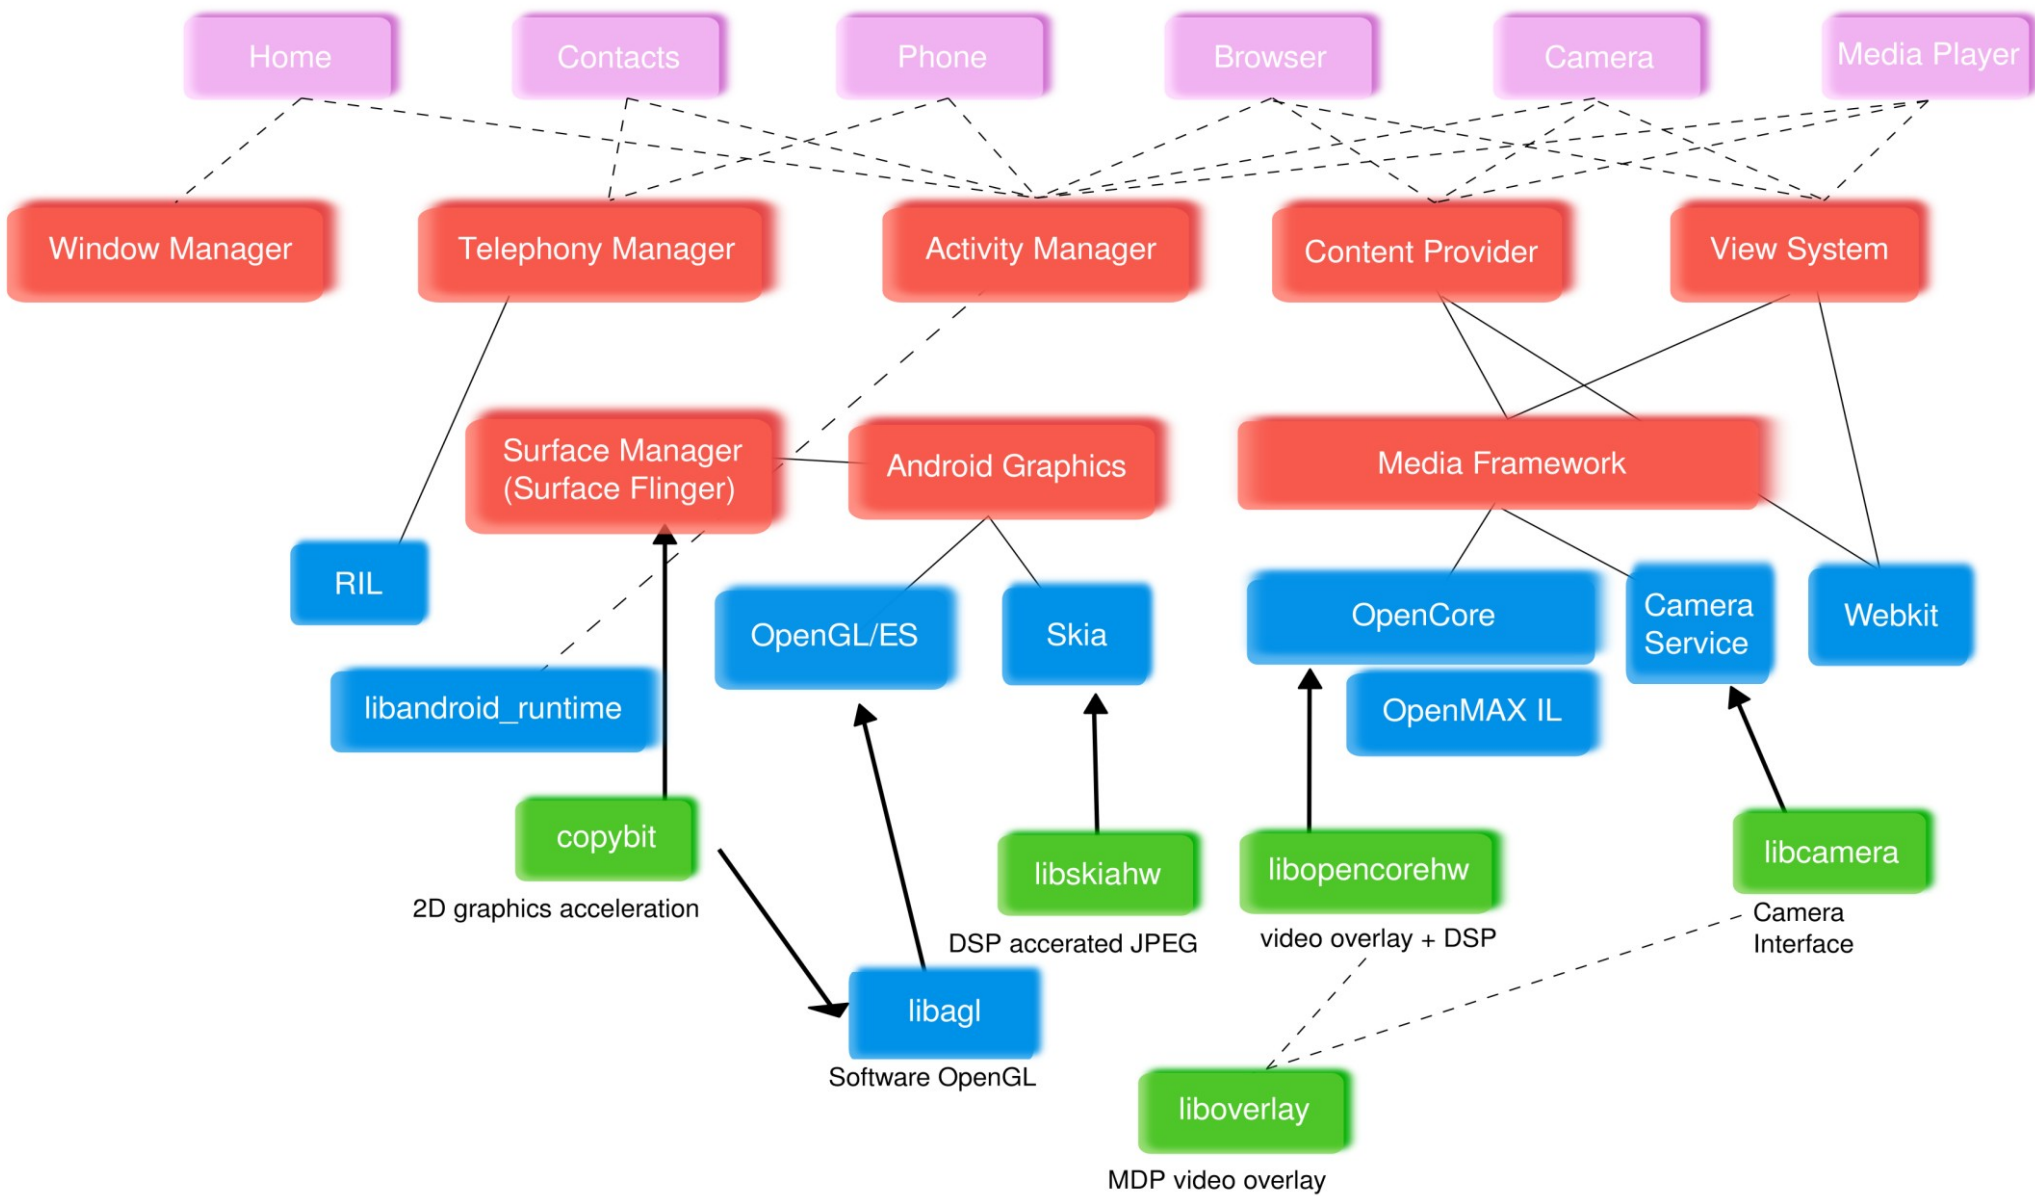 Home
Contacts
Phone
Browser
Camera
Media Player
Window Manager
Telephony Manager
Activity Manager
Content Provider
View System
Surface Manager
(Surface Flinger)
Android Graphics
Media Framework
RIL
OpenGL/ES
Skia
OpenCore
Camera
Service
Webkit
libandroid_runtime
OpenMAX IL
copybit
2D graphics acceleration
libskiahw
DSP accerated JPEG
libopencorehw
video overlay + DSP
libcamera
Camera
Interface
libagl
Software OpenGL
liboverlay
MDP video overlay